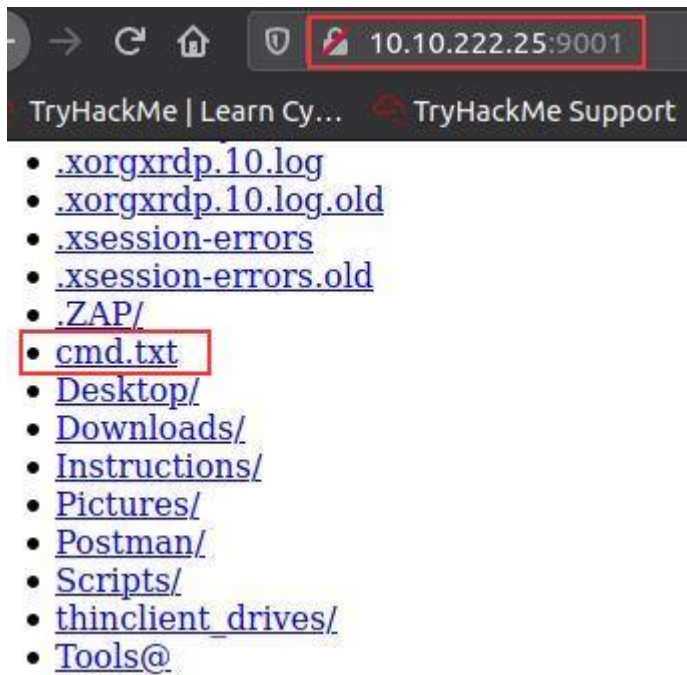 10.10.222.25:9001
TryHackMe | Learn Cy… TryHackMe Support
.xorgxrdp.10.log
.xorgxrdp.10.log.old
.xsession-errors
.xsession-errors.old
.ZAP/
cmd.txt
Desktop/
Downloads/
Instructions/
Pictures/
Postman/
Scripts/
thinclient_drives/
Tools@